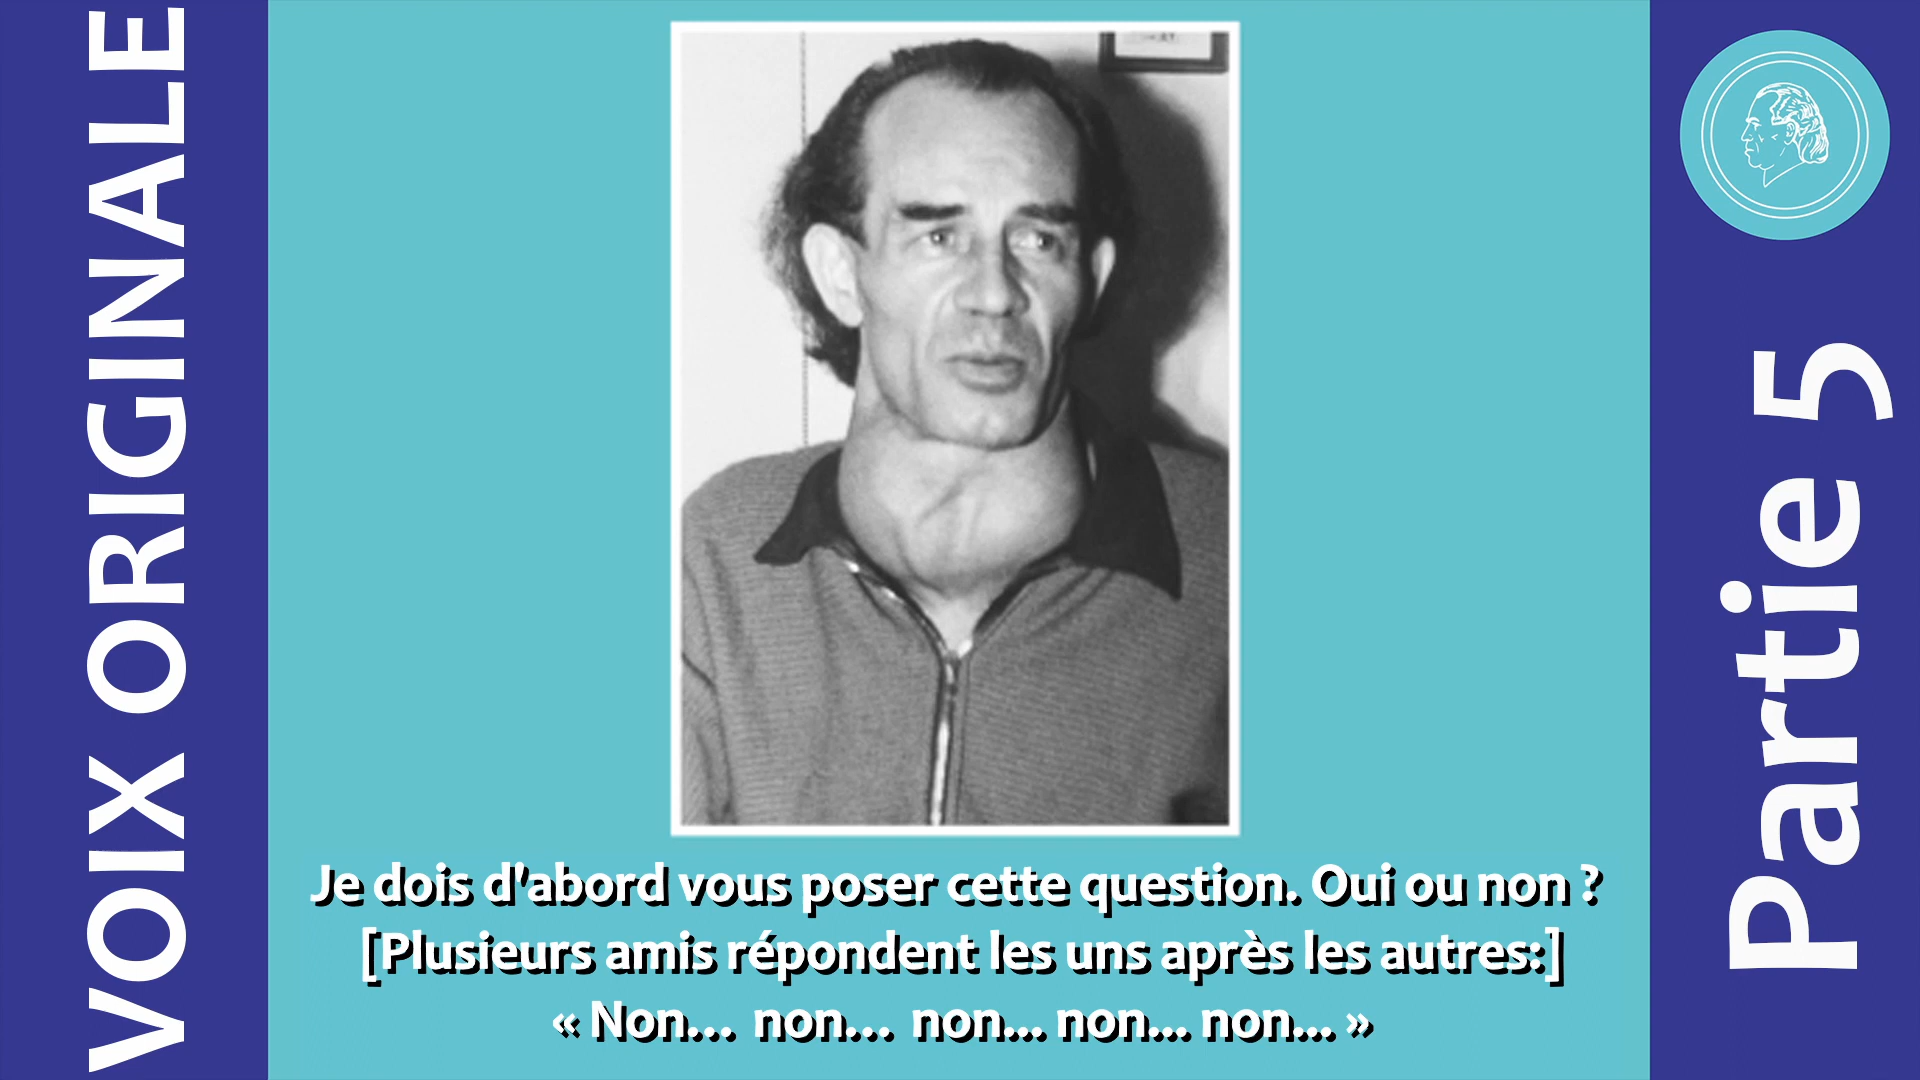 VOIX ORIGINALE
Je dois d'abord vous poser cette question. Oui ou non ?
[Plusieurs amis répondent les uns après les autres:]
« Non… non… non... non... non... »
Partie 5